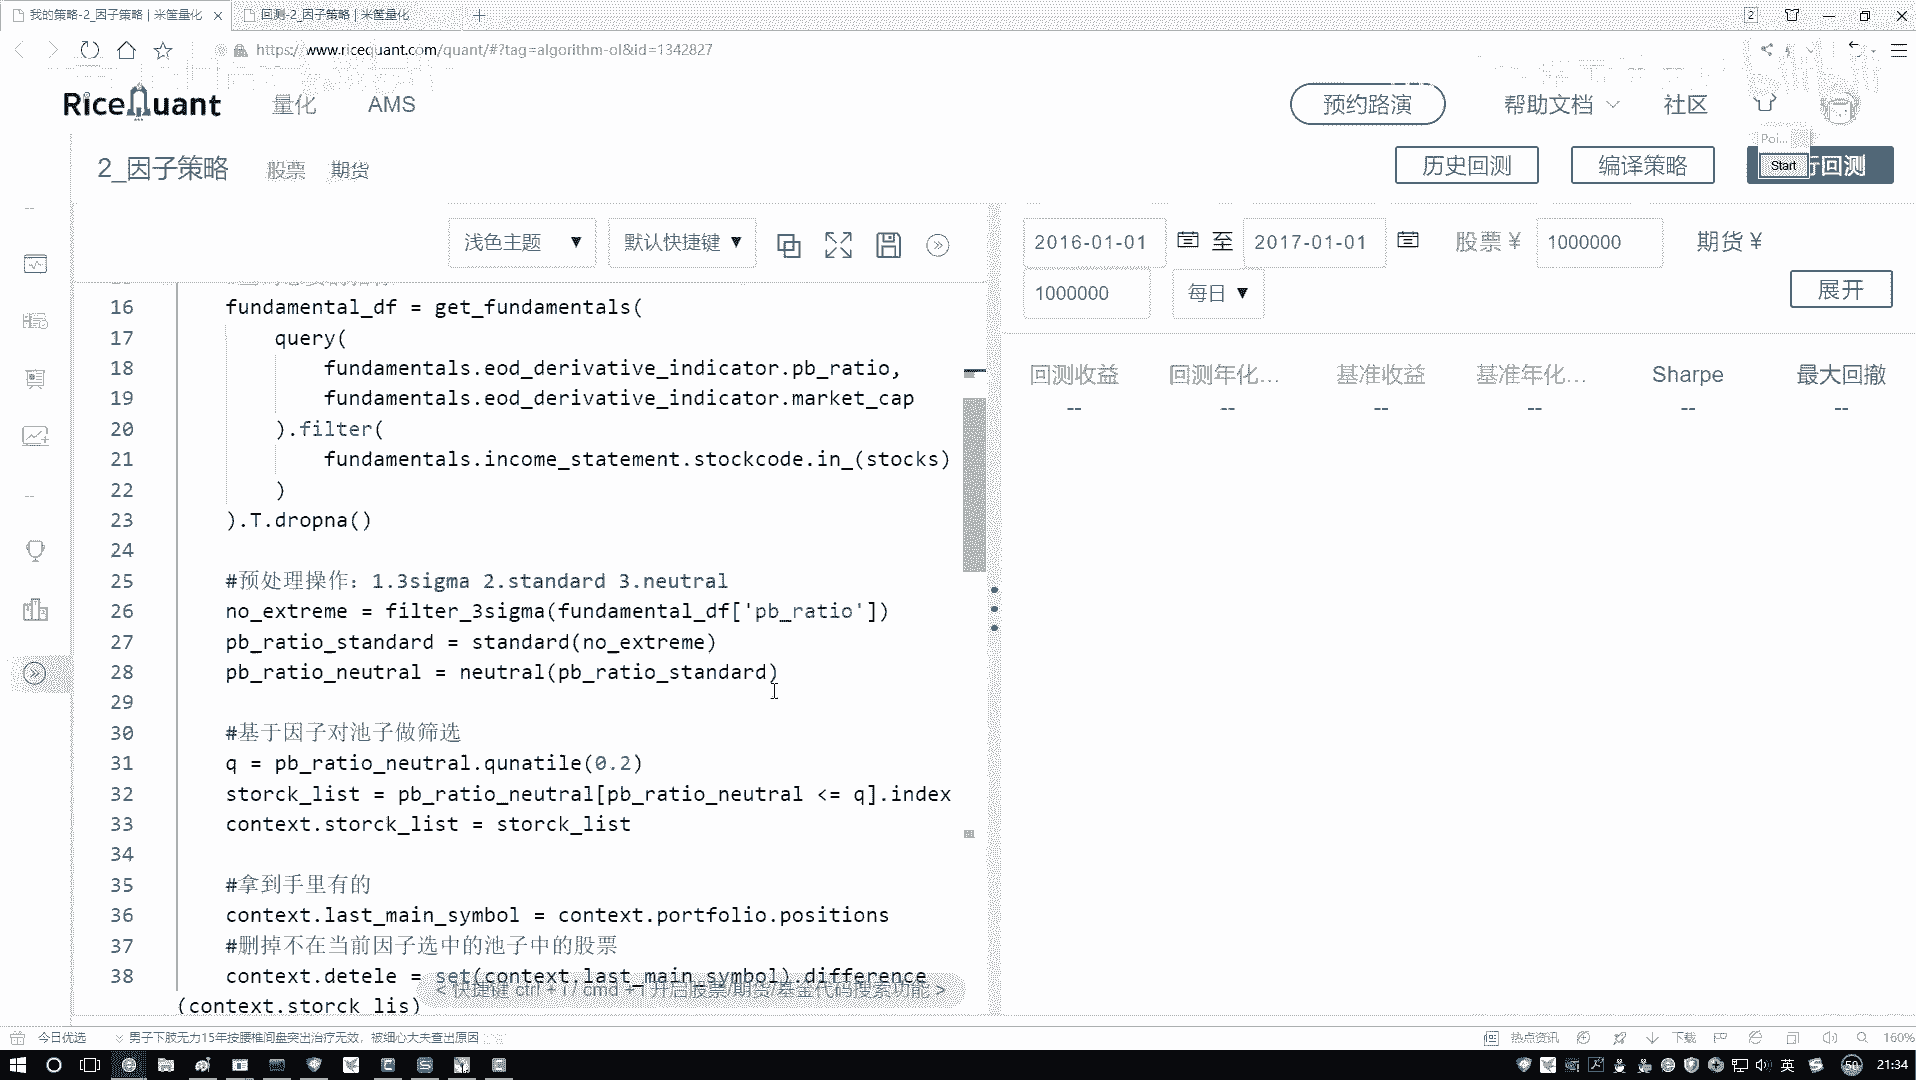 我的策略-2_因子策略 | 米筐量化
回测-2_因子策略 | 米筐量化
2
https://www.ricequant.com/quant/#?tag=algorithm-ol&id=1342827
RiceQuant 量化 AMS 预约路演 帮助文档 社区
Poi...
2_因子策略 股票 期货 历史回测 编译策略 Start 行回测
浅色主题 ▼ 默认快捷键 ▼
2016-01-01 至 2017-01-01 股票 ¥ 1000000 期货 ¥
1000000 每日 ▼ 展开
回测收益 回测年化... 基准收益 基准年化... Sharpe 最大回撤
-- -- -- -- -- --
16 fundamental_df = get_fundamentals(
17 query(
18 fundamentals.eod_derivative_indicator.pb_ratio,
19 fundamentals.eod_derivative_indicator.market_cap
20 ).filter(
21 fundamentals.income_statement.stockcode.in_(stocks)
22 )
23 ).T.dropna()
24
25 #预处理操作：1.3sigma 2.standard 3.neutral
26 no_extreme = filter_3sigma(fundamental_df['pb_ratio'])
27 pb_ratio_standard = standard(no_extreme)
28 pb_ratio_neutral = neutral(pb_ratio_standard)
29
30 #基于因子对池子做筛选
31 q = pb_ratio_neutral.qunatile(0.2)
32 storck_list = pb_ratio_neutral[pb_ratio_neutral <= q].index
33 context.storck_list = storck_list
34
35 #拿到手里有的
36 context.last_main_symbol = context.portfolio.positions
37 #删掉不在当前因子选中的池子中的股票
38 context.detele = set(context.last_main_symbol).difference
(context.storck_lis)
< 快捷键 ctrl + i / cmd + i 开启股票/期货/基金代码搜索功能 >
今日优选 男子下肢无力15年按腰椎间盘突出治疗无效，被细心大夫查出原因 热点资讯 下载 160%
英 50 21:34